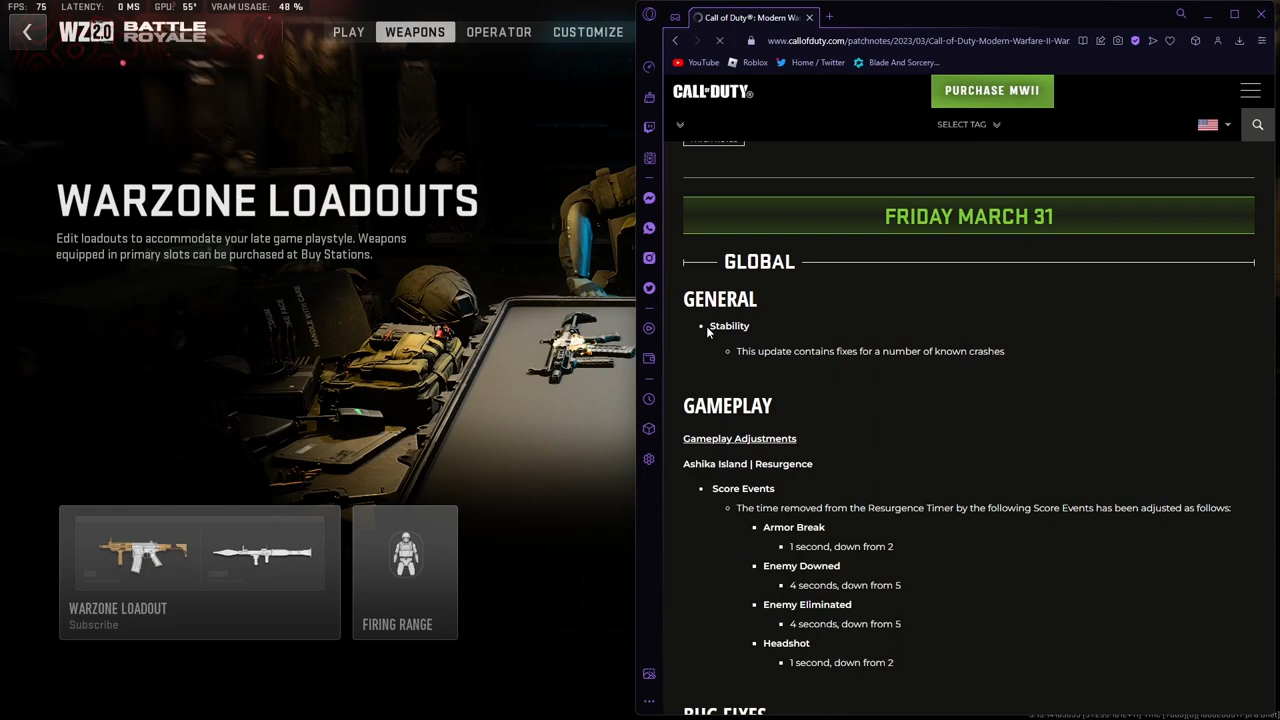 FPS: 75 LATENCY: 0 MS GPU: 55° VRAM USAGE: 48 %
WZ 2.0 BATTLE ROYALE
PLAY WEAPONS OPERATOR CUSTOMIZE
WARZONE LOADOUTS
Edit loadouts to accommodate your late game playstyle. Weapons
equipped in primary slots can be purchased at Buy Stations.
HANDLE WITH CARE
WARZONE LOADOUT
Subscribe
FIRING RANGE
Call of Duty®: Modern Wa
www.callofduty.com/patchnotes/2023/03/Call-of-Duty-Modern-Warfare-II-War
YouTube Roblox Home / Twitter Blade And Sorcery...
CALL OF DUTY®
PURCHASE MWII
SELECT TAG
FRIDAY MARCH 31
GLOBAL
GENERAL
Stability
This update contains fixes for a number of known crashes
GAMEPLAY
Gameplay Adjustments
Ashika Island | Resurgence
Score Events
The time removed from the Resurgence Timer by the following Score Events has been adjusted as follows:
Armor Break
1 second, down from 2
Enemy Downed
4 seconds, down from 5
Enemy Eliminated
4 seconds, down from 5
Headshot
1 second, down from 2
BUG FIXES